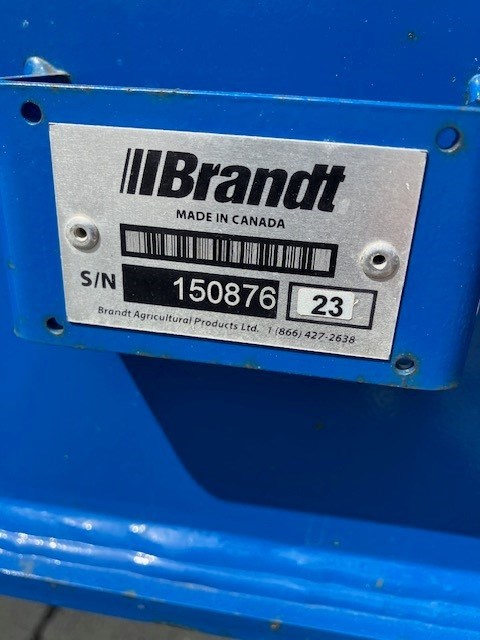 Brandt
MADE IN CANADA
S/N 150876 23
Brandt Agricultural Products Ltd. 1 (866) 427-2638